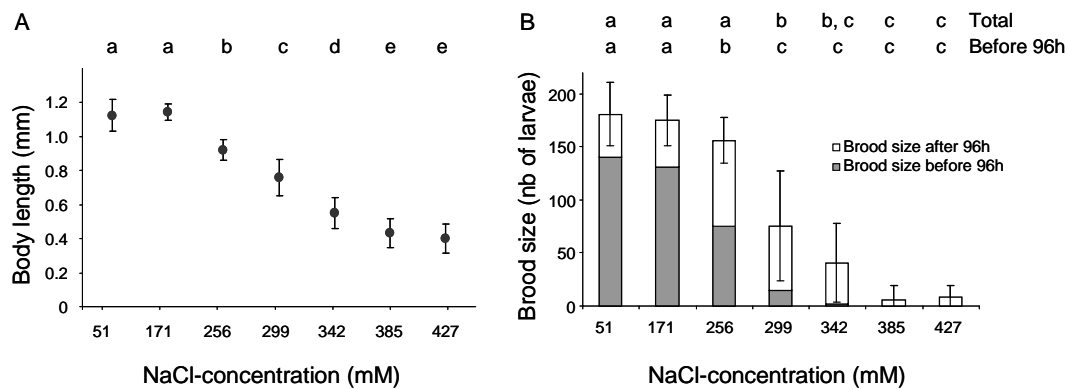 A
a a b c d e e
Body length (mm)
1.2
1.0
0.8
0.6
0.4
0.2
0
51 171 256 299 342 385 427
NaCl-concentration (mM)
B
a a a b b, c c c Total
a a b c c c c Before 96h
Brood size (nb of larvae)
200
150
100
50
0
Brood size after 96h
Brood size before 96h
51 171 256 299 342 385 427
NaCl-concentration (mM)